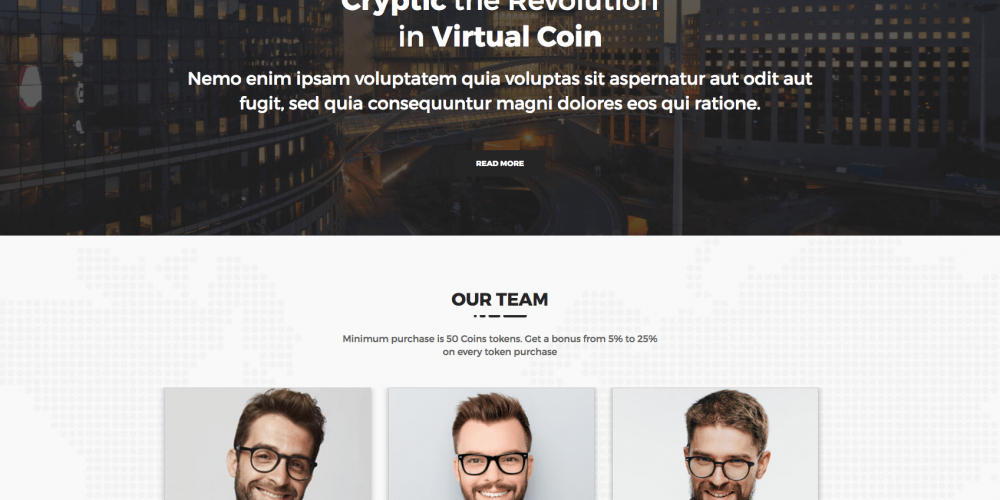 Cryptic the Revolution
in Virtual Coin
Nemo enim ipsam voluptatem quia voluptas sit aspernatur aut odit aut
fugit, sed quia consequuntur magni dolores eos qui ratione.
READ MORE
OUR TEAM
Minimum purchase is 50 Coins tokens. Get a bonus from 5% to 25%
on every token purchase